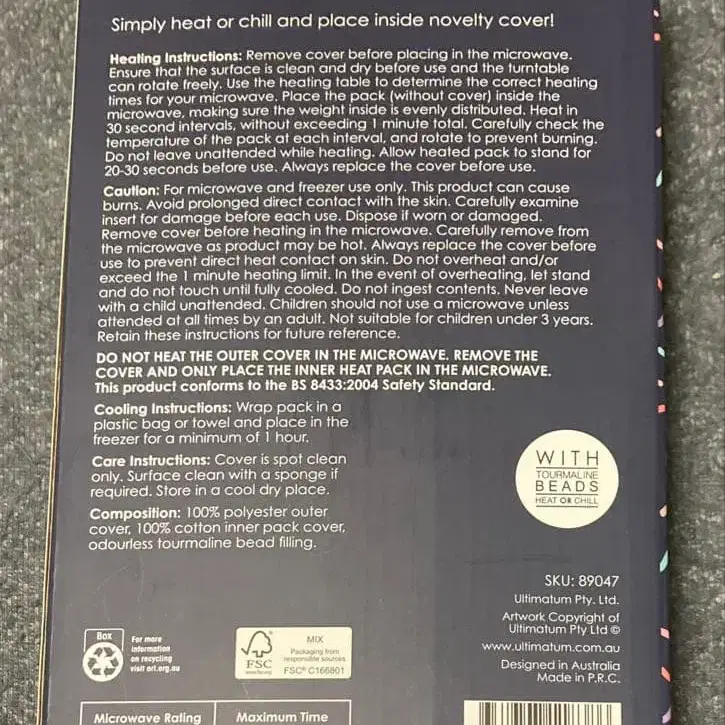 Simply heat or chill and place inside novelty cover!
Heating Instructions: Remove cover before placing in the microwave.
Ensure that the surface is clean and dry before use and the turntable
can rotate freely. Use the heating table to determine the correct heating
times for your microwave. Place the pack (without cover) inside the
microwave, making sure the weight inside is evenly distributed. Heat in
30 second intervals, without exceeding 1 minute total. Carefully check the
temperature of the pack at each interval, and rotate to prevent burning.
Do not leave unattended while heating. Allow heated pack to stand for
20-30 seconds before use. Always replace the cover before use.
Caution: For microwave and freezer use only. This product can cause
burns. Avoid prolonged direct contact with the skin. Carefully examine
insert for damage before each use. Dispose if worn or damaged.
Remove cover before heating in the microwave. Carefully remove from
the microwave as product may be hot. Always replace the cover before
use to prevent direct heat contact on skin. Do not overheat and/or
exceed the 1 minute heating limit. In the event of overheating, let stand
and do not touch until fully cooled. Do not ingest contents. Never leave
with a child unattended. Children should not use a microwave unless
attended at all times by an adult. Not suitable for children under 3 years.
Retain these instructions for future reference.
DO NOT HEAT THE OUTER COVER IN THE MICROWAVE. REMOVE THE
COVER AND ONLY PLACE THE INNER HEAT PACK IN THE MICROWAVE.
This product conforms to the BS 8433:2004 Safety Standard.
Cooling Instructions: Wrap pack in a
plastic bag or towel and place in the
freezer for a minimum of 1 hour.
Care Instructions: Cover is spot clean
only. Surface clean with a sponge if
required. Store in a cool dry place.
Composition: 100% polyester outer
cover, 100% cotton inner pack cover,
odourless tourmaline bead filling.
WITH
TOURMALINE
BEADS
HEAT OR CHILL
SKU: 89047
Ultimatum Pty. Ltd.
Artwork Copyright of
Ultimatum Pty Ltd ©
www.ultimatum.com.au
Designed in Australia
Made in P.R.C.
Box
For more
information
on recycling
visit arl.org.au
FSC
www.fsc.org
MIX
Packaging from
responsible sources
FSC® C166801
Microwave Rating
Maximum Time